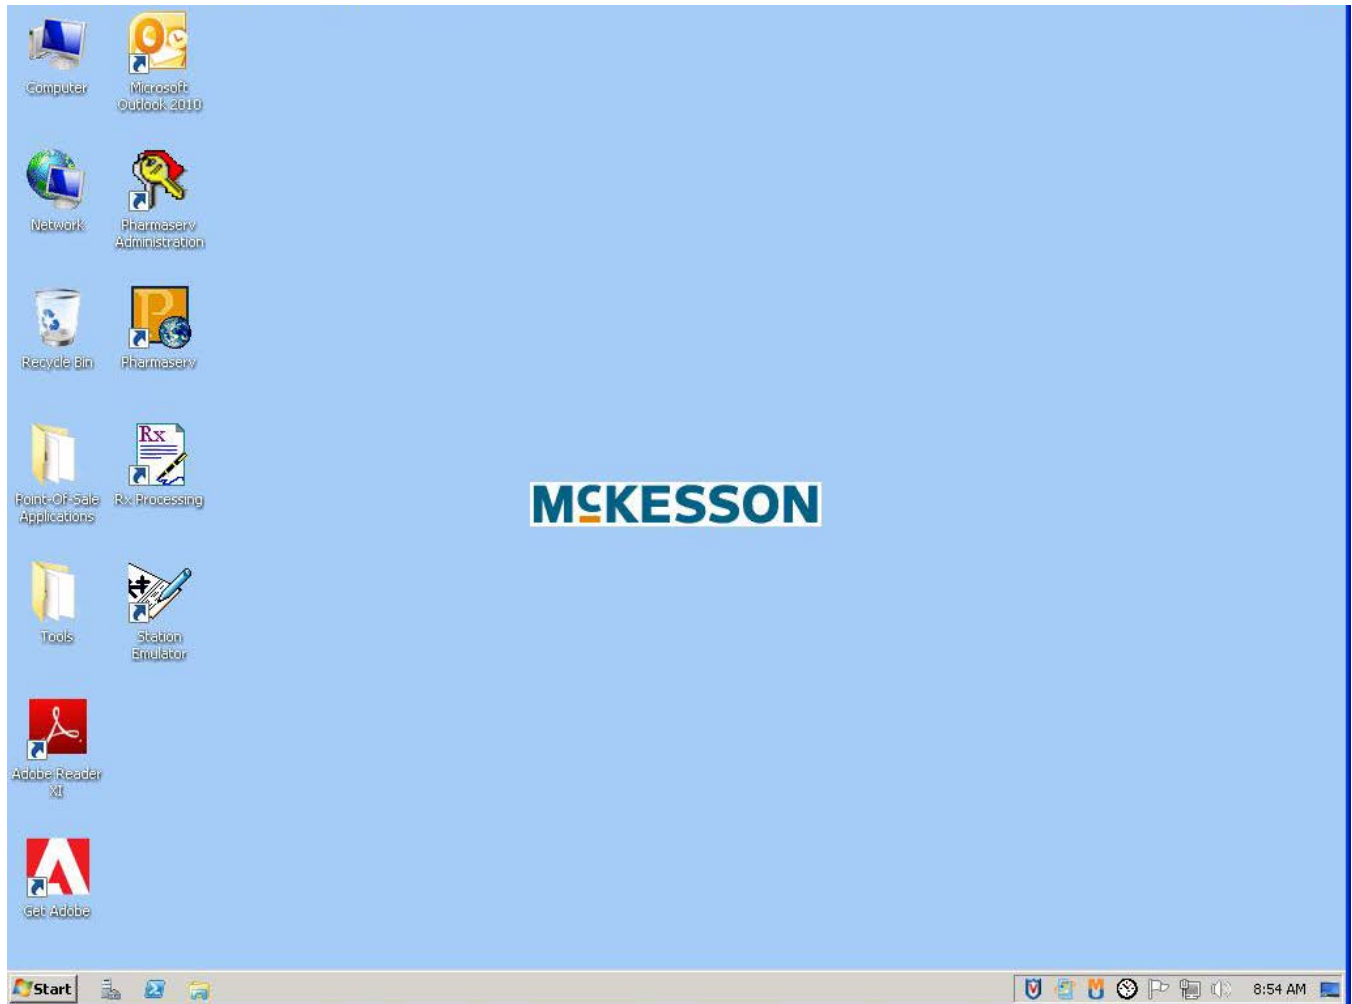 Computer
Microsoft
Outlook 2010
Network
Pharmaserv
Administration
Recycle Bin
Pharmaserv
Point-Of-Sale
Applications
Rx
Rx Processing
Tools
Station
Emulator
Adobe Reader
XI
Get Adobe
McKESSON
Start
8:54 AM